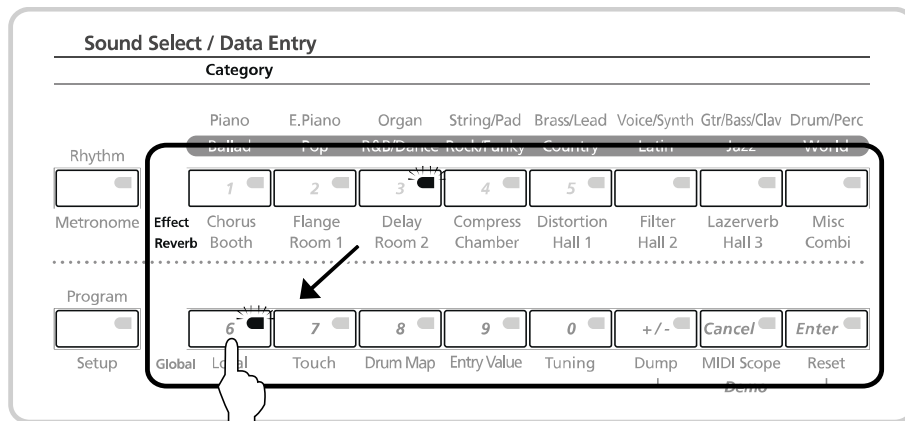 Sound Select / Data Entry
Category
Piano E.Piano Organ String/Pad Brass/Lead Voice/Synth Gtr/Bass/Clav Drum/Perc
Rhythm Ballad Pop R&B/Dance Rock/Funky Country Latin Jazz World
1 2 3 4 5
Metronome Effect Chorus Flange Delay Compress Distortion Filter Lazerverb Misc
Reverb Booth Room 1 Room 2 Chamber Hall 1 Hall 2 Hall 3 Combi
Program
6 7 8 9 0 +/- Cancel Enter
Setup Global Local Touch Drum Map Entry Value Tuning Dump MIDI Scope Reset
Demo